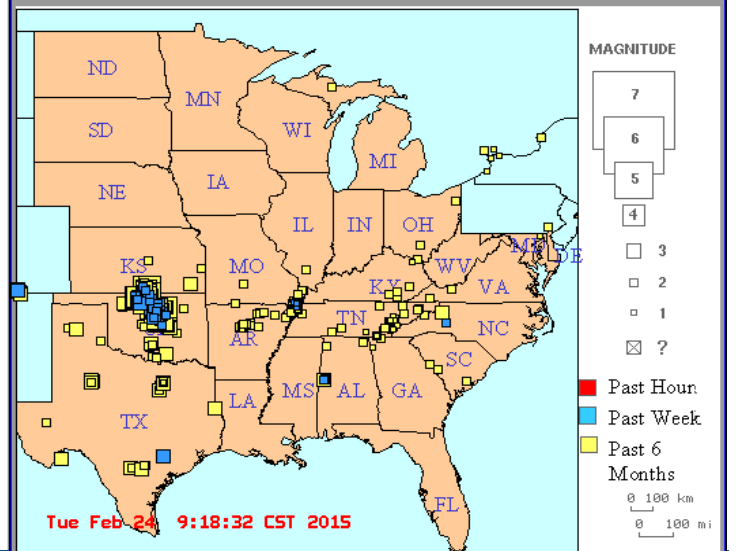 MAGNITUDE
7
6
5
4
3
2
1
?
Past Hour
Past Week
Past 6
Months
0 100 km
0 100 mi
ND
MN
SD
WI
MI
NE
IA
IL
IN
OH
KS
MO
KY
WV
VA
DE
TN
NC
AR
SC
MS
AL
GA
LA
TX
FL
Tue Feb 24 9:18:32 CST 2015